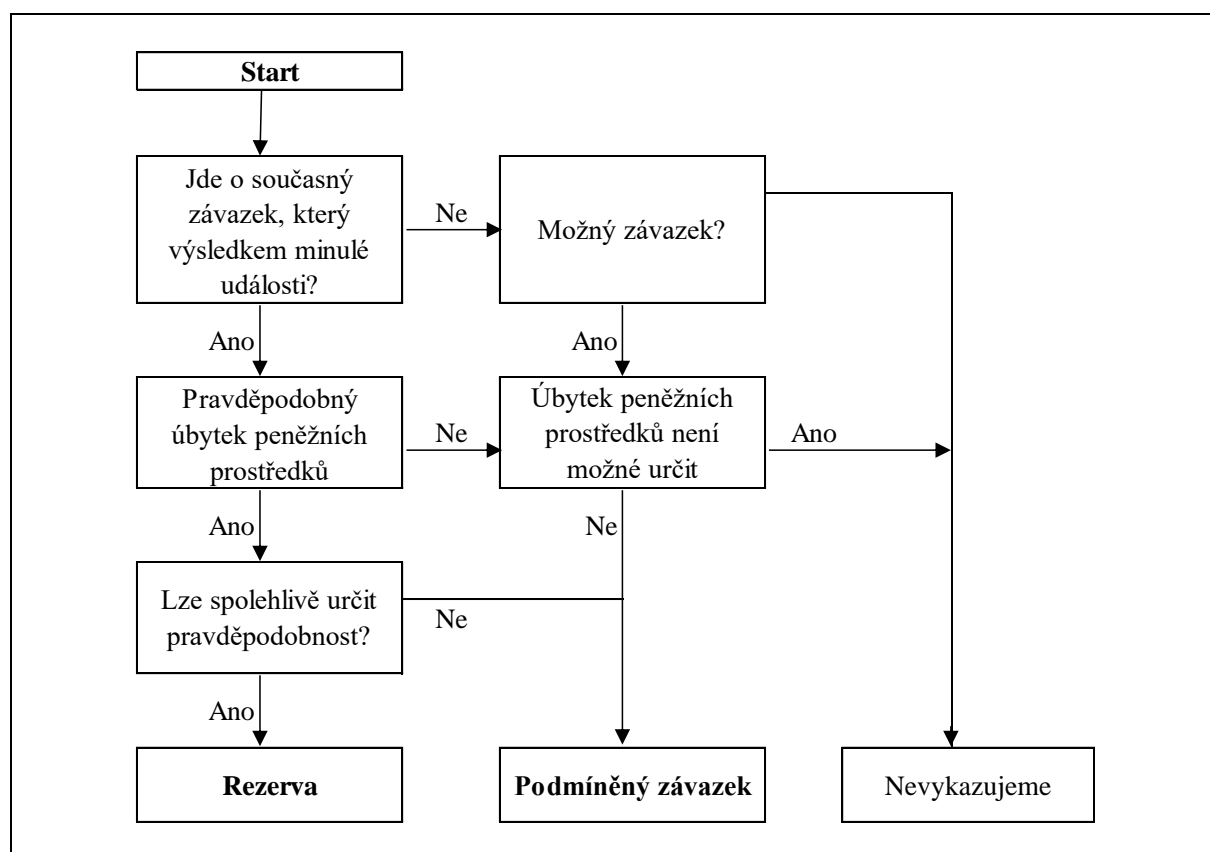 Start
Jde o současný
závazek, který
výsledkem minulé
události?
Ne
Možný závazek?
Ano
Ano
Pravděpodobný
úbytek peněžních
prostředků
Ne
Úbytek peněžních
prostředků není
možné určit
Ano
Ano
Ne
Lze spolehlivě určit
pravděpodobnost?
Ne
Ano
Rezerva
Podmíněný závazek
Nevykazujeme